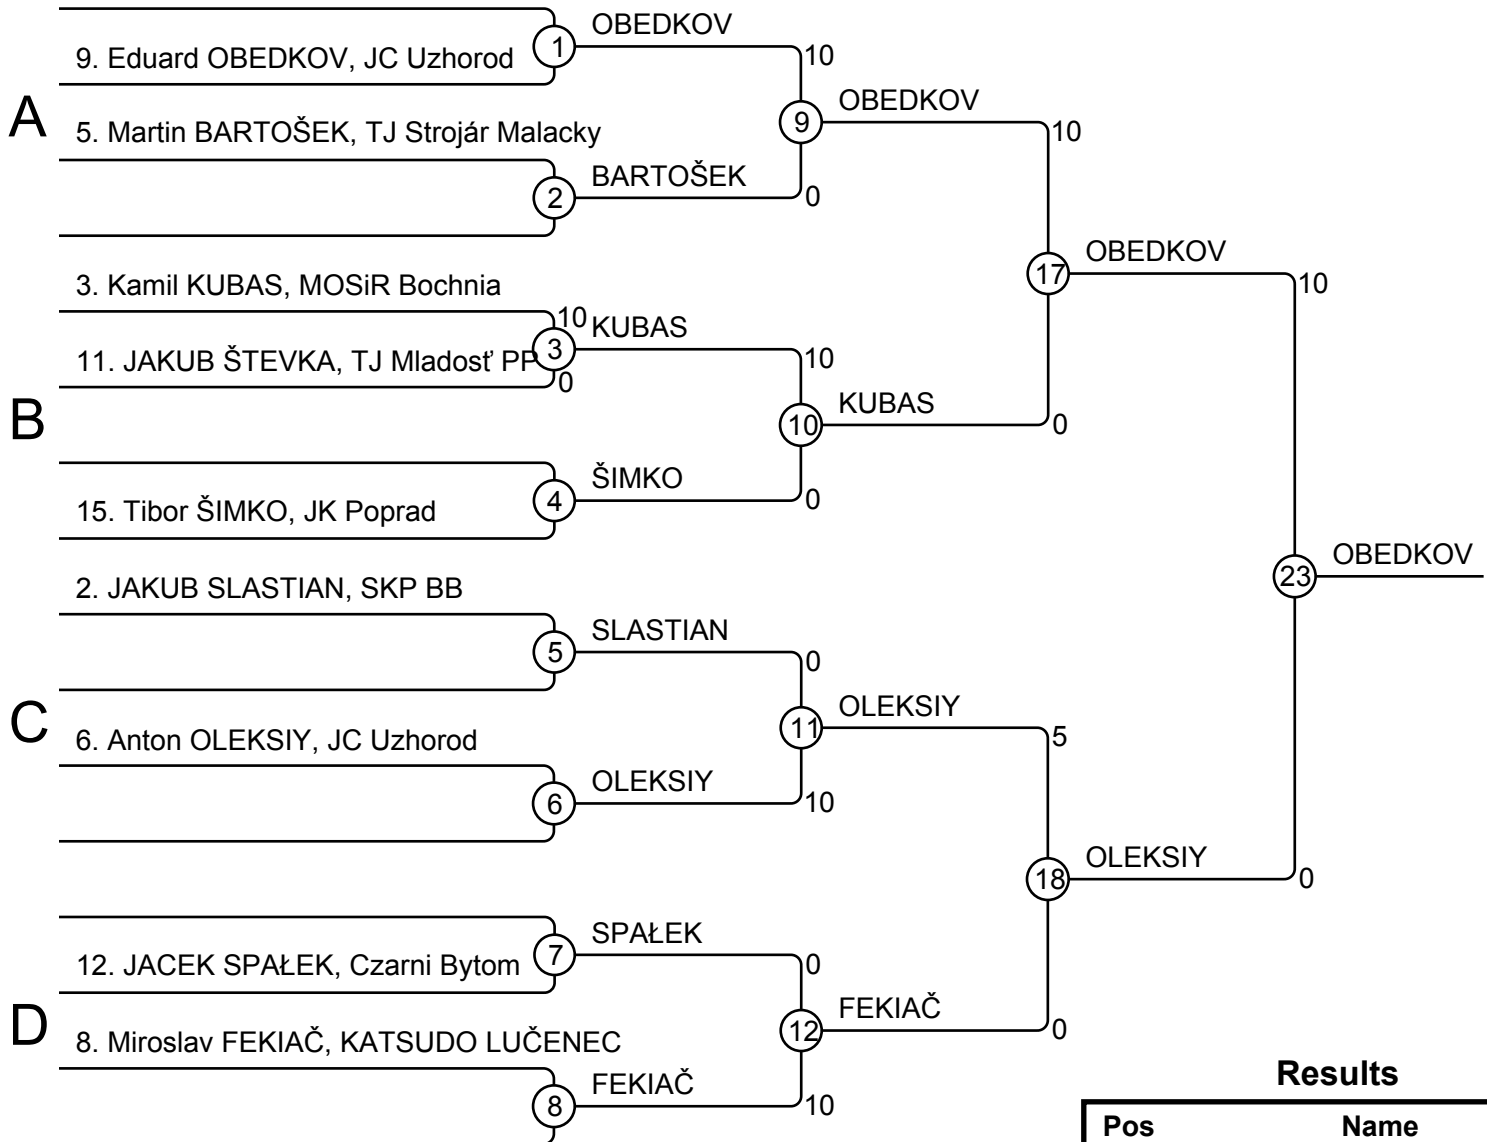 OBEDKOV
9. Eduard OBEDKOV, JC Uzhorod
1
10
OBEDKOV
A
9
10
5. Martin BARTOŠEK, TJ Strojár Malacky
BARTOŠEK
2
0
OBEDKOV
3. Kamil KUBAS, MOSiR Bochnia
17
10
10
KUBAS
11. JAKUB ŠTEVKA, TJ Mladosť PP
3
10
0
KUBAS
B
10
0
ŠIMKO
15. Tibor ŠIMKO, JK Poprad
4
0
OBEDKOV
23
2. JAKUB SLASTIAN, SKP BB
SLASTIAN
5
0
OLEKSIY
C
11
5
6. Anton OLEKSIY, JC Uzhorod
OLEKSIY
6
10
OLEKSIY
18
0
SPAŁEK
12. JACEK SPAŁEK, Czarni Bytom
7
0
FEKIAČ
D
12
0
8. Miroslav FEKIAČ, KATSUDO LUČENEC
FEKIAČ
8
10
Results
Pos Name